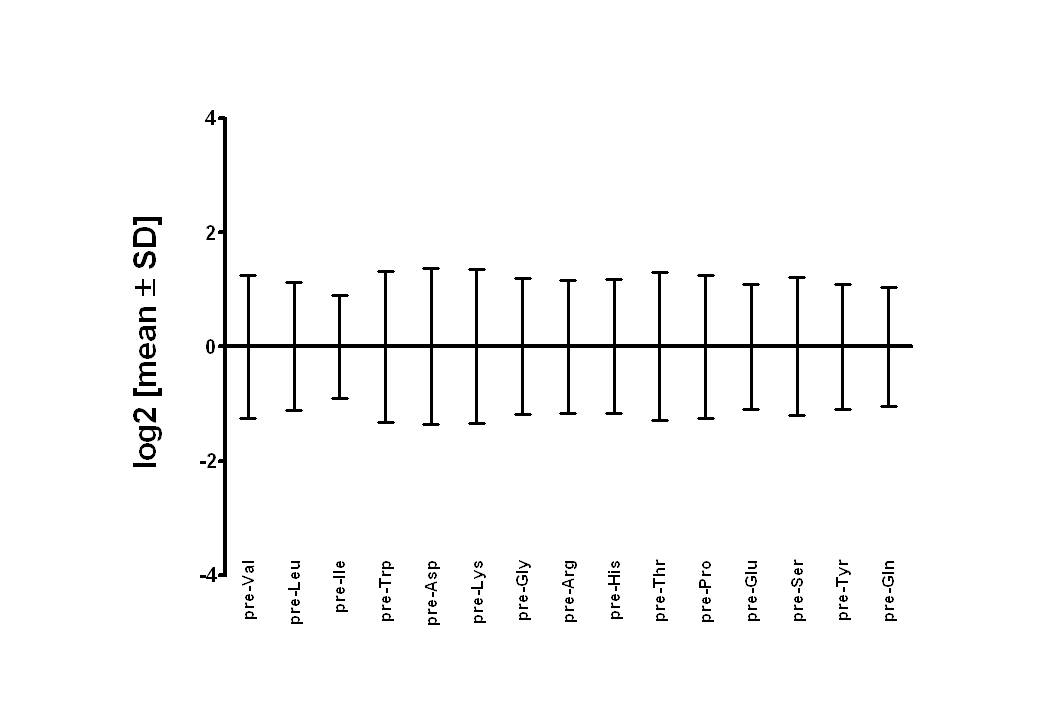 log2 [mean ± SD]
4
2
0
-2
-4
pre-Val
pre-Leu
pre-Ile
pre-Trp
pre-Asp
pre-Lys
pre-Gly
pre-Arg
pre-His
pre-Thr
pre-Pro
pre-Glu
pre-Ser
pre-Tyr
pre-Gln